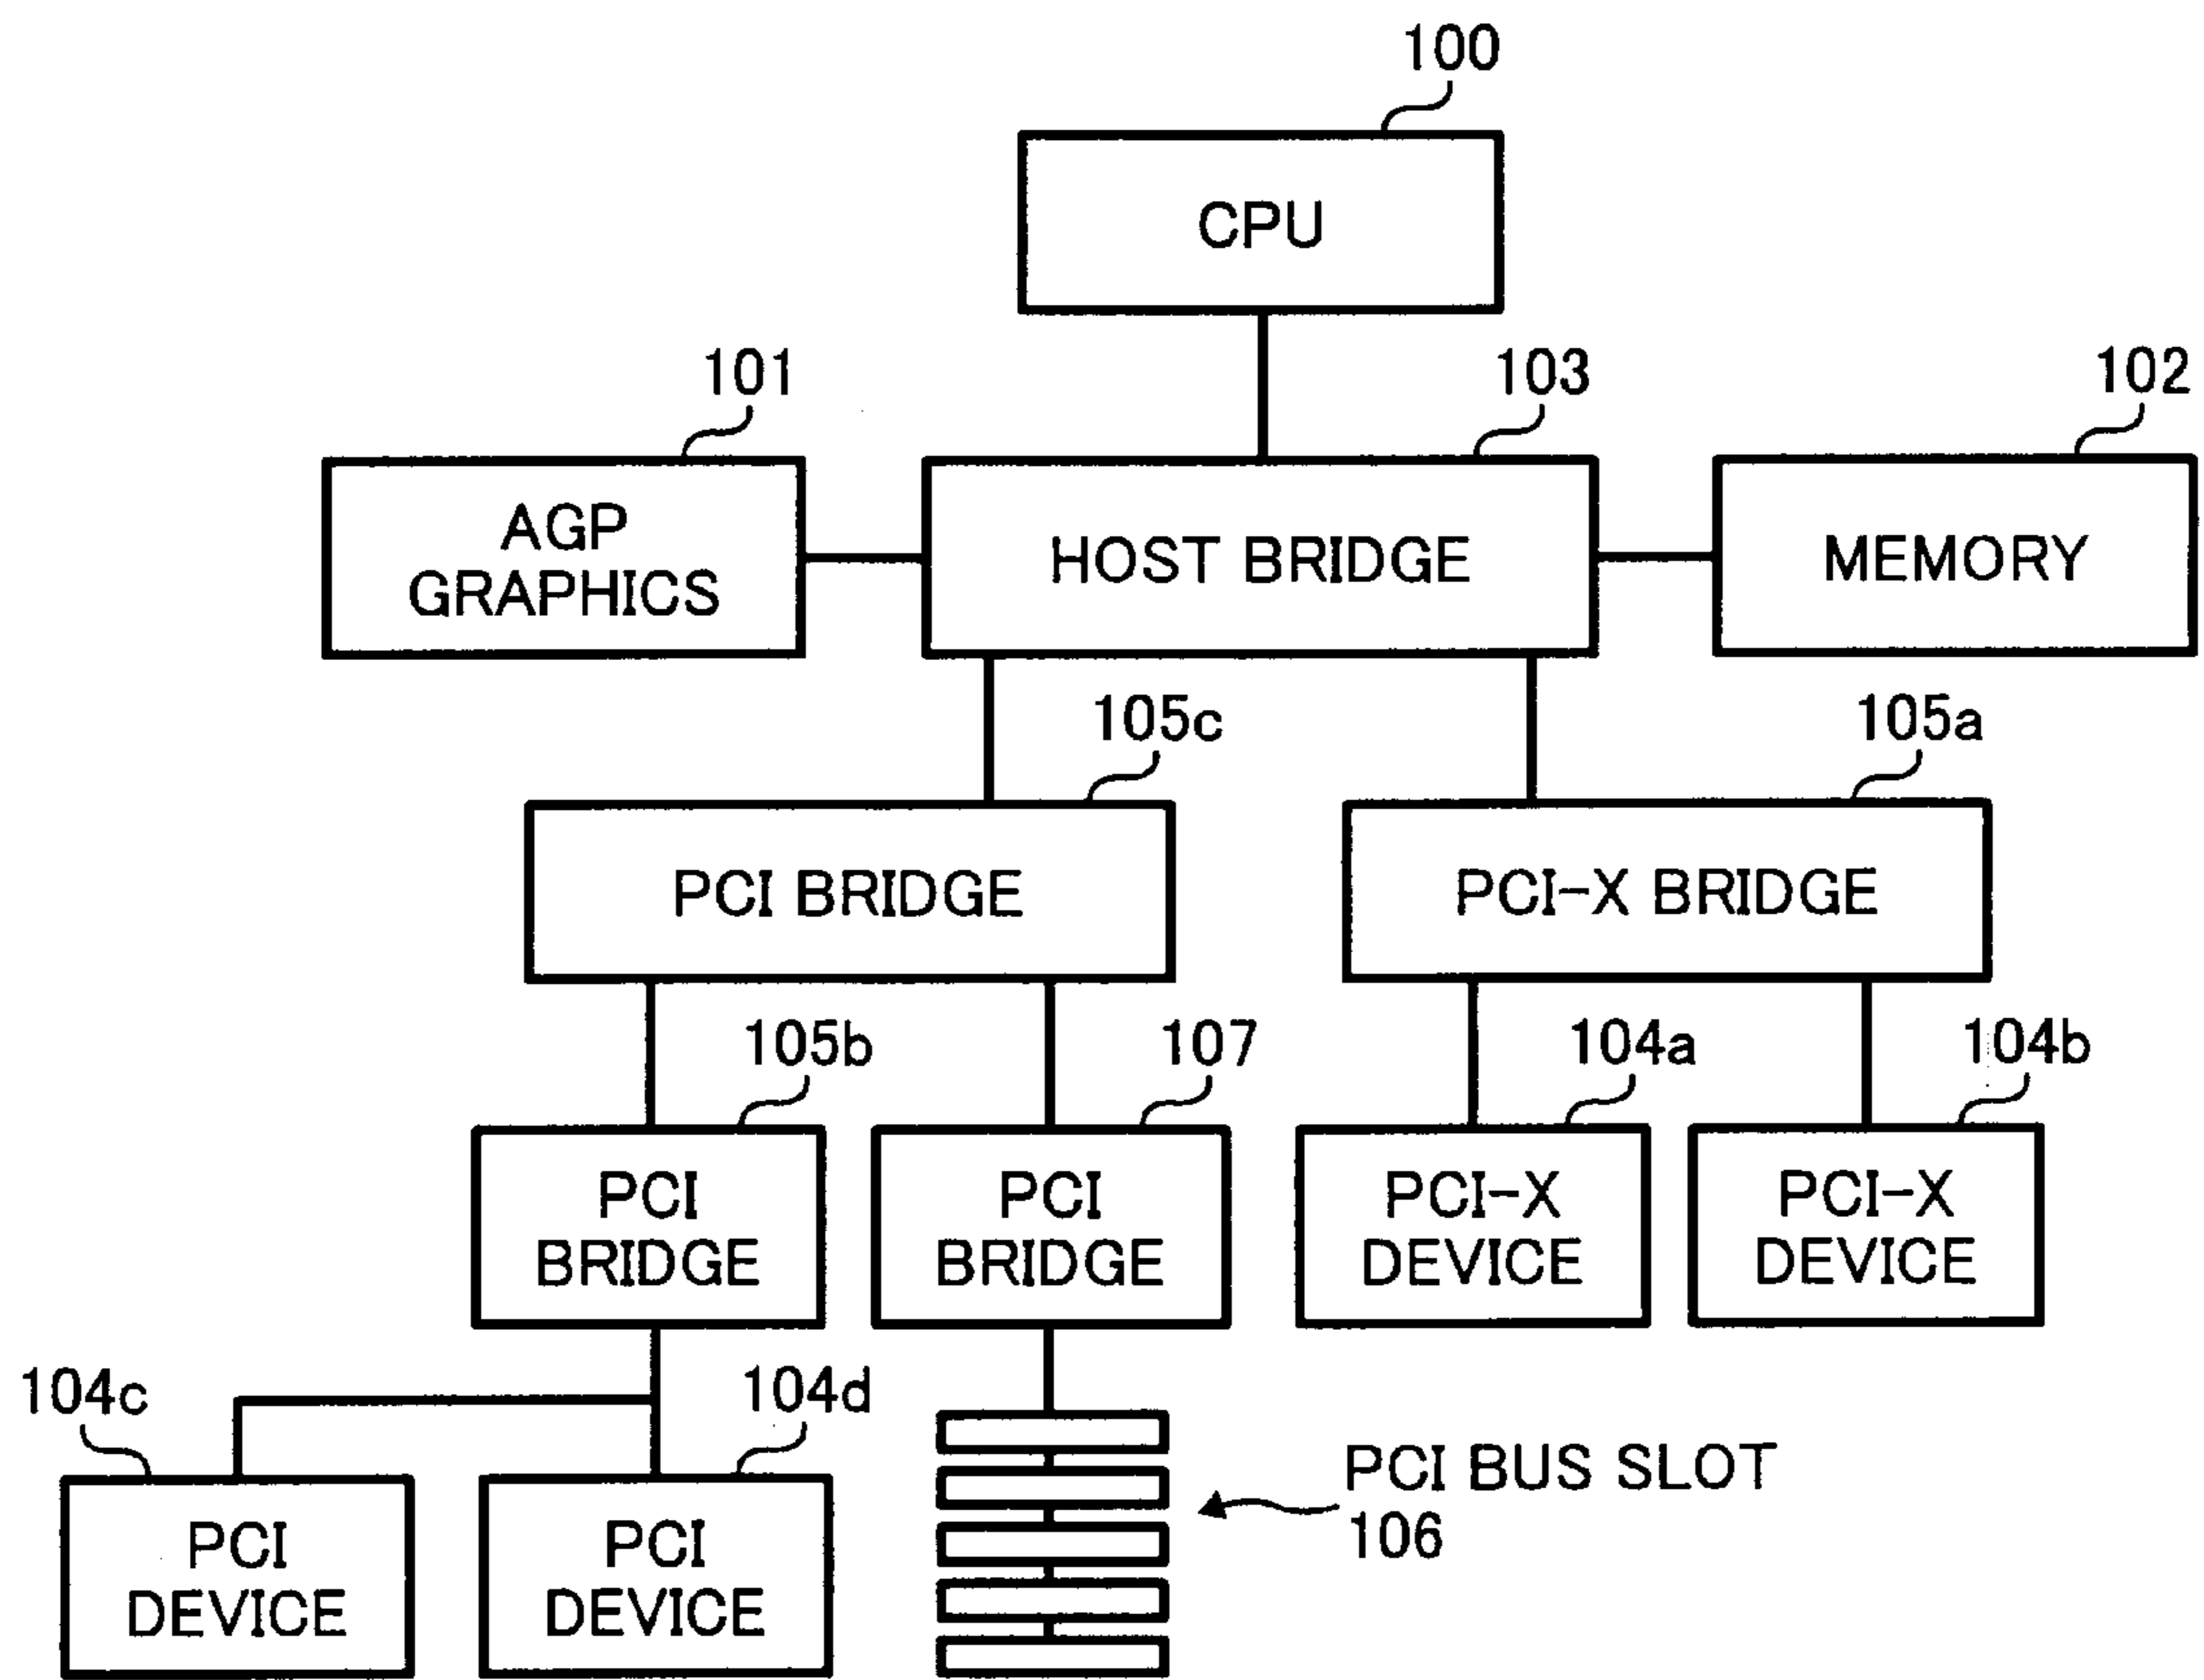 100
CPU
101
103
102
AGP
GRAPHICS
HOST BRIDGE
MEMORY
105c
105a
PCI BRIDGE
PCI-X BRIDGE
105b
107
104a
104b
PCI
BRIDGE
PCI
BRIDGE
PCI-X
DEVICE
PCI-X
DEVICE
104c
104d
PCI
DEVICE
PCI
DEVICE
PCI BUS SLOT
106